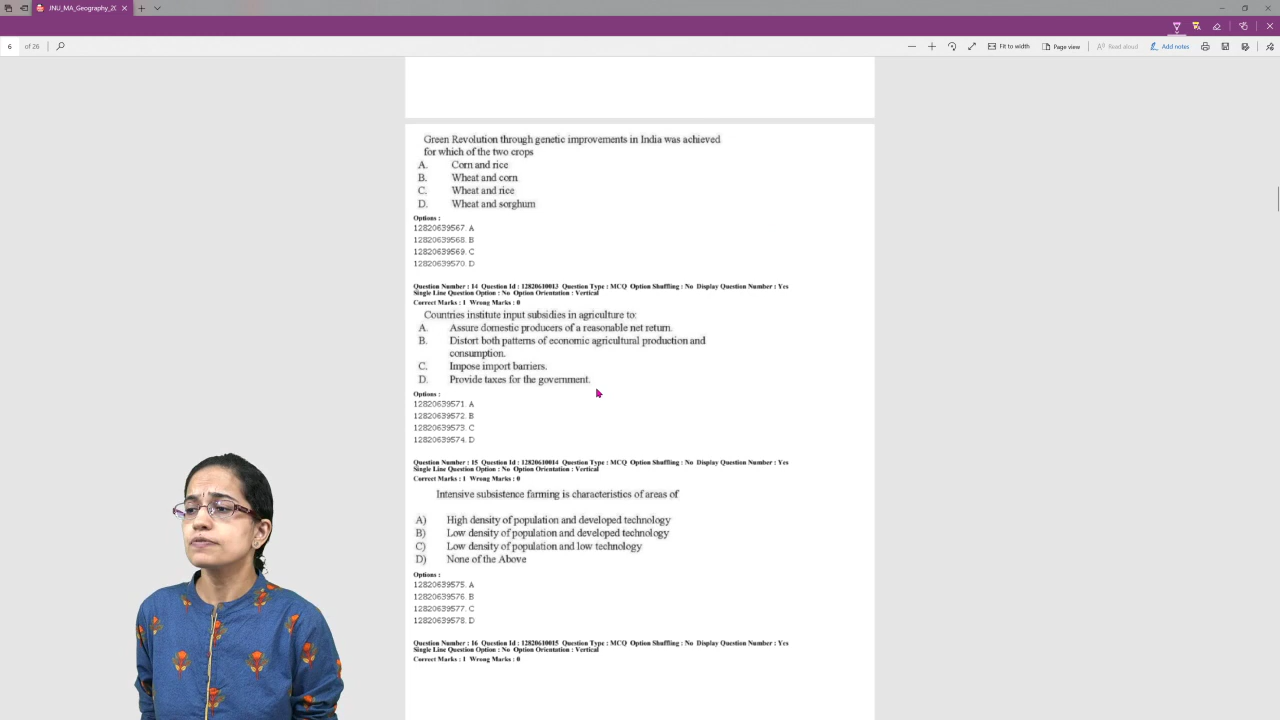 JNU_MA_Geography_20
6 of 26
Fit to width
Page view
Read aloud
Add notes
Green Revolution through genetic improvements in India was achieved
for which of the two crops
A. Corn and rice
B. Wheat and corn
C. Wheat and rice
D. Wheat and sorghum
Options :
12820639567. A
12820639568. B
12820639569. C
12820639570. D
Question Number : 14 Question Id : 12820610013 Question Type : MCQ Option Shuffling : No Display Question Number : Yes
Single Line Question Option : No Option Orientation : Vertical
Correct Marks : 1 Wrong Marks : 0
Countries institute input subsidies in agriculture to:
A. Assure domestic producers of a reasonable net return.
B. Distort both patterns of economic agricultural production and
consumption.
C. Impose import barriers.
D. Provide taxes for the government.
Options :
12820639571. A
12820639572. B
12820639573. C
12820639574. D
Question Number : 15 Question Id : 12820610014 Question Type : MCQ Option Shuffling : No Display Question Number : Yes
Single Line Question Option : No Option Orientation : Vertical
Correct Marks : 1 Wrong Marks : 0
Intensive subsistence farming is characteristics of areas of
A) High density of population and developed technology
B) Low density of population and developed technology
C) Low density of population and low technology
D) None of the Above
Options :
12820639575. A
12820639576. B
12820639577. C
12820639578. D
Question Number : 16 Question Id : 12820610015 Question Type : MCQ Option Shuffling : No Display Question Number : Yes
Single Line Question Option : No Option Orientation : Vertical
Correct Marks : 1 Wrong Marks : 0